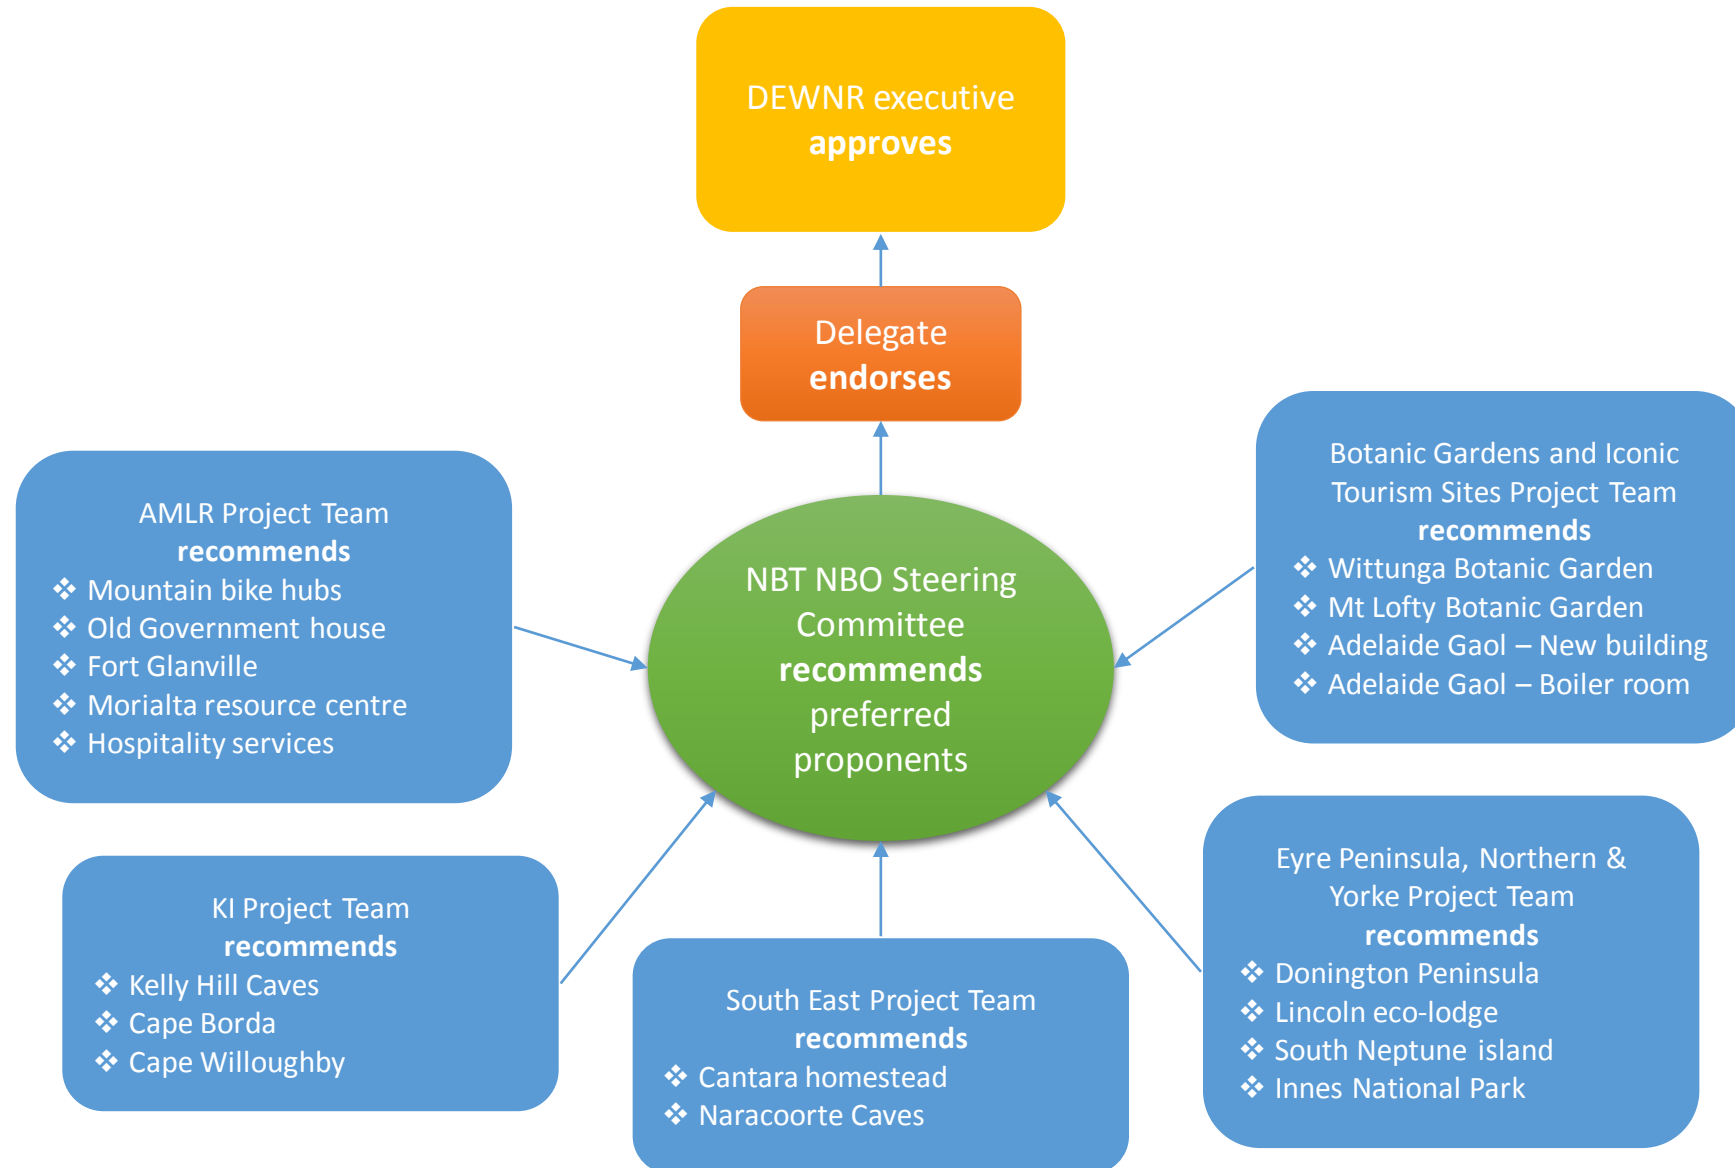 DEWNR executive
approves
Delegate
endorses
NBT NBO Steering
Committee
recommends
preferred
proponents
AMLR Project Team
recommends
❖ Mountain bike hubs
❖ Old Government house
❖ Fort Glanville
❖ Morialta resource centre
❖ Hospitality services
Botanic Gardens and Iconic
Tourism Sites Project Team
recommends
❖ Wittunga Botanic Garden
❖ Mt Lofty Botanic Garden
❖ Adelaide Gaol – New building
❖ Adelaide Gaol – Boiler room
KI Project Team
recommends
❖ Kelly Hill Caves
❖ Cape Borda
❖ Cape Willoughby
South East Project Team
recommends
❖ Cantara homestead
❖ Naracoorte Caves
Eyre Peninsula, Northern &
Yorke Project Team
recommends
❖ Donington Peninsula
❖ Lincoln eco-lodge
❖ South Neptune island
❖ Innes National Park